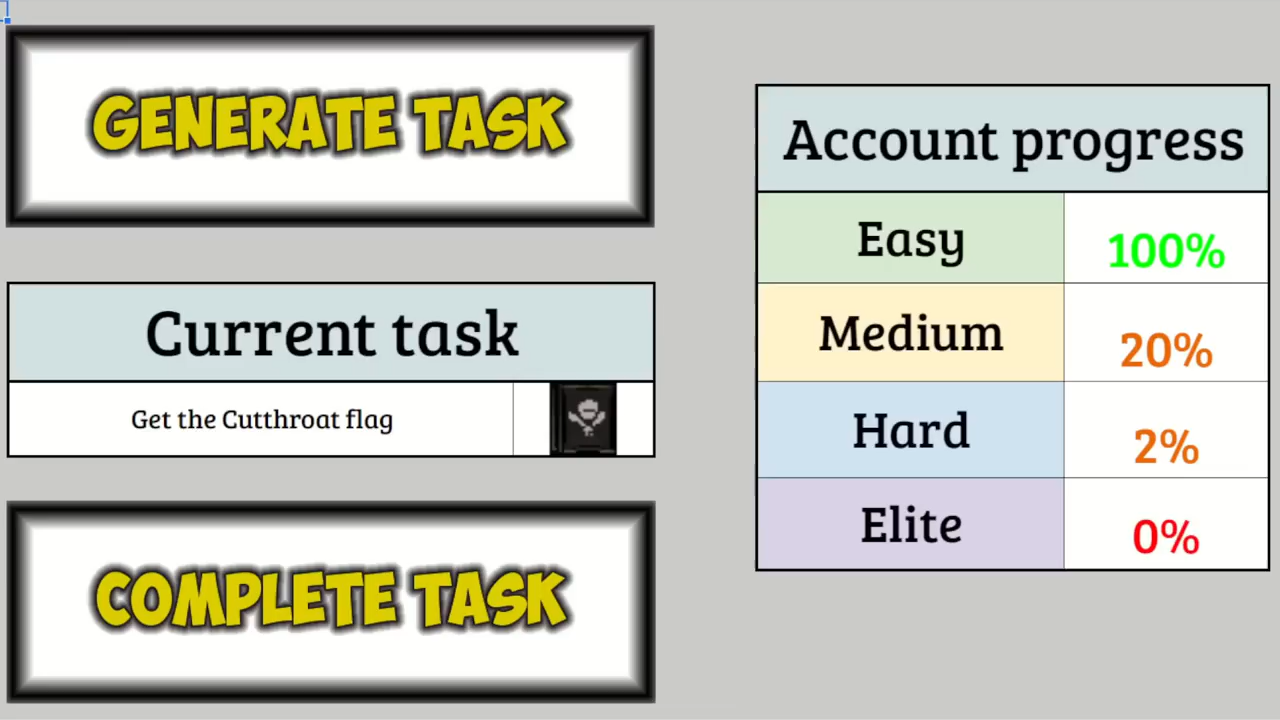 GENERATE TASK
Current task
Get the Cutthroat flag
COMPLETE TASK
Account progress
Easy 100%
Medium 20%
Hard 2%
Elite 0%